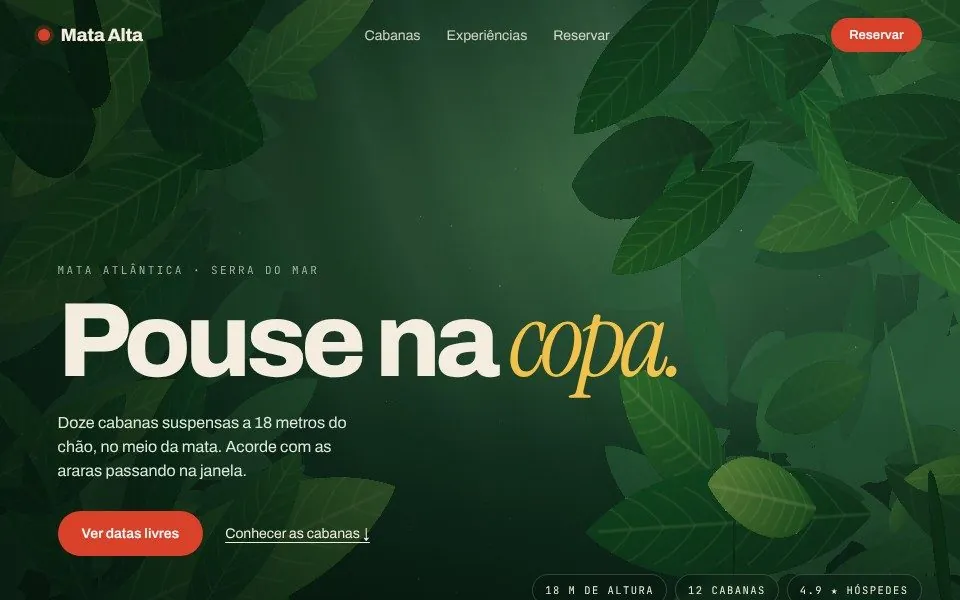 Mata Alta
Cabanas Experiências Reservar
Reservar
MATA ATLÂNTICA · SERRA DO MAR
Pouse na copa.
Doze cabanas suspensas a 18 metros do
chão, no meio da mata. Acorde com as
araras passando na janela.
Ver datas livres
Conhecer as cabanas ↓
18 M DE ALTURA
12 CABANAS
4.9 ★ HÓSPEDES